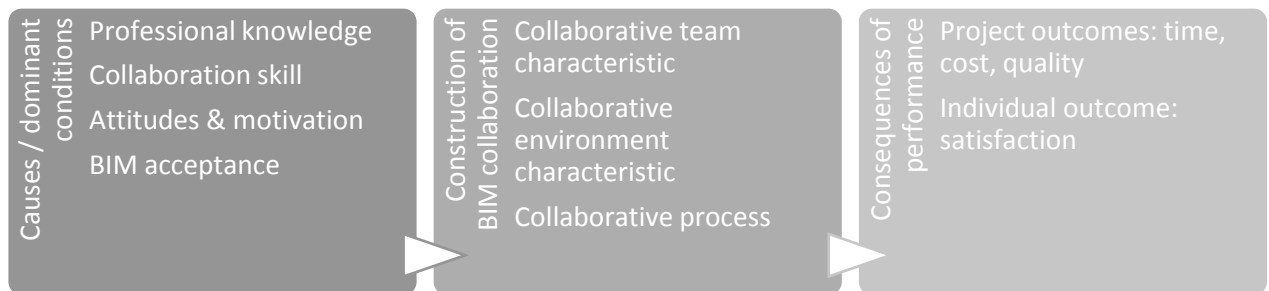 Causes / dominant
conditions
Professional knowledge
Collaboration skill
Attitudes & motivation
BIM acceptance
Construction of
BIM collaboration
Collaborative team
characteristic
Collaborative
environment
characteristic
Collaborative process
Consequences of
performance
Project outcomes: time,
cost, quality
Individual outcome:
satisfaction